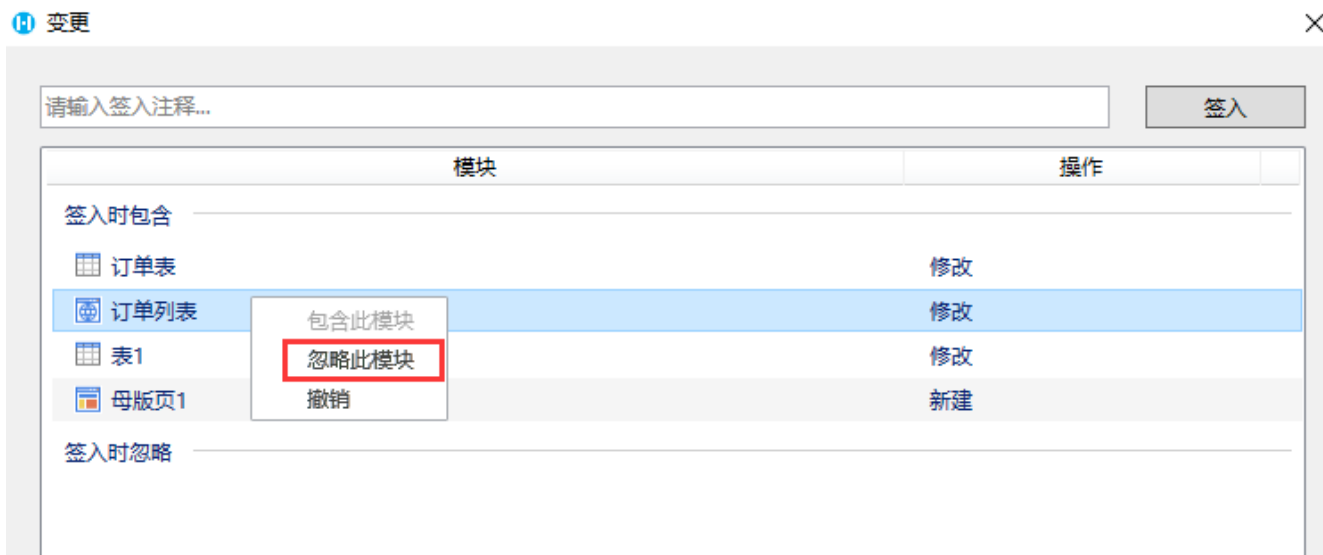 变更
请输入签入注释...
签入
模块 操作
签入时包含
订单表 修改
订单列表 修改
包含此模块
表1 修改
忽略此模块
母版页1 新建
撤销
签入时忽略